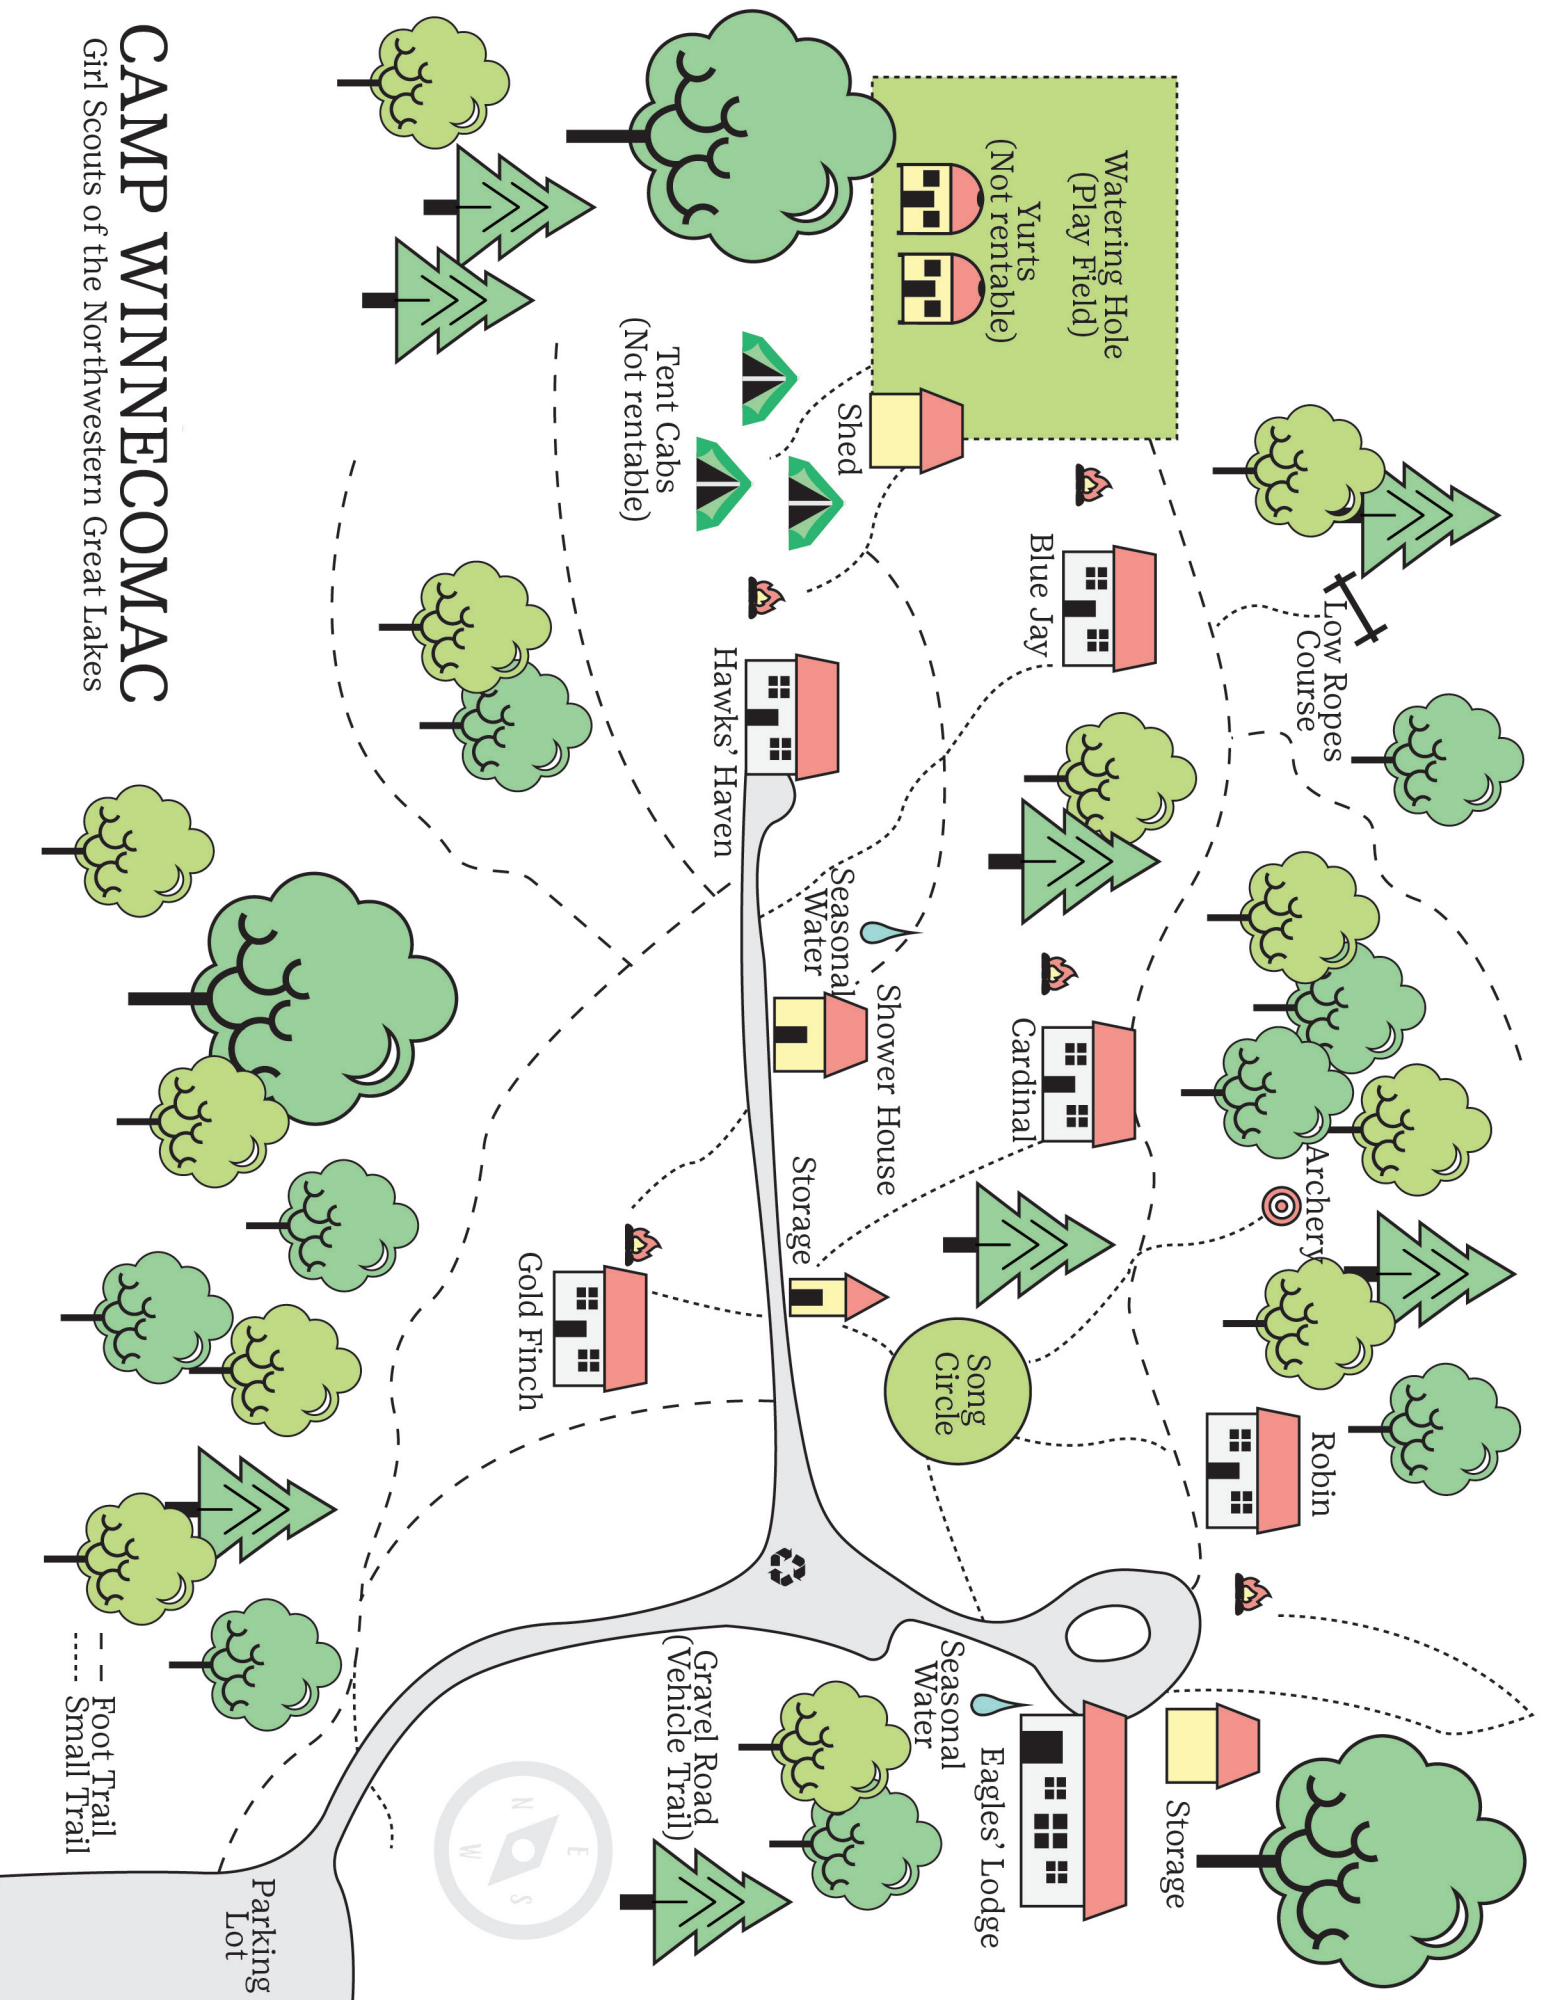 CAMP WINNECOMAC
Girl Scouts of the Northwestern Great Lakes
Watering Hole
(Play Field)
Yurts
(Not rentable)
Shed
Tent Cabs
(Not rentable)
Low Ropes
Course
Blue Jay
Hawks' Haven
Seasonal
Water
Shower House
Cardinal
Archery
Storage
Song
Circle
Gold Finch
Robin
Seasonal
Water
Eagles' Lodge
Storage
Gravel Road
(Vehicle Trail)
N
E
S
W
Foot Trail
Small Trail
Parking
Lot